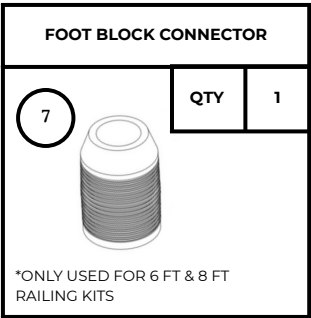 FOOT BLOCK CONNECTOR
QTY 1
7
*ONLY USED FOR 6 FT & 8 FT
RAILING KITS